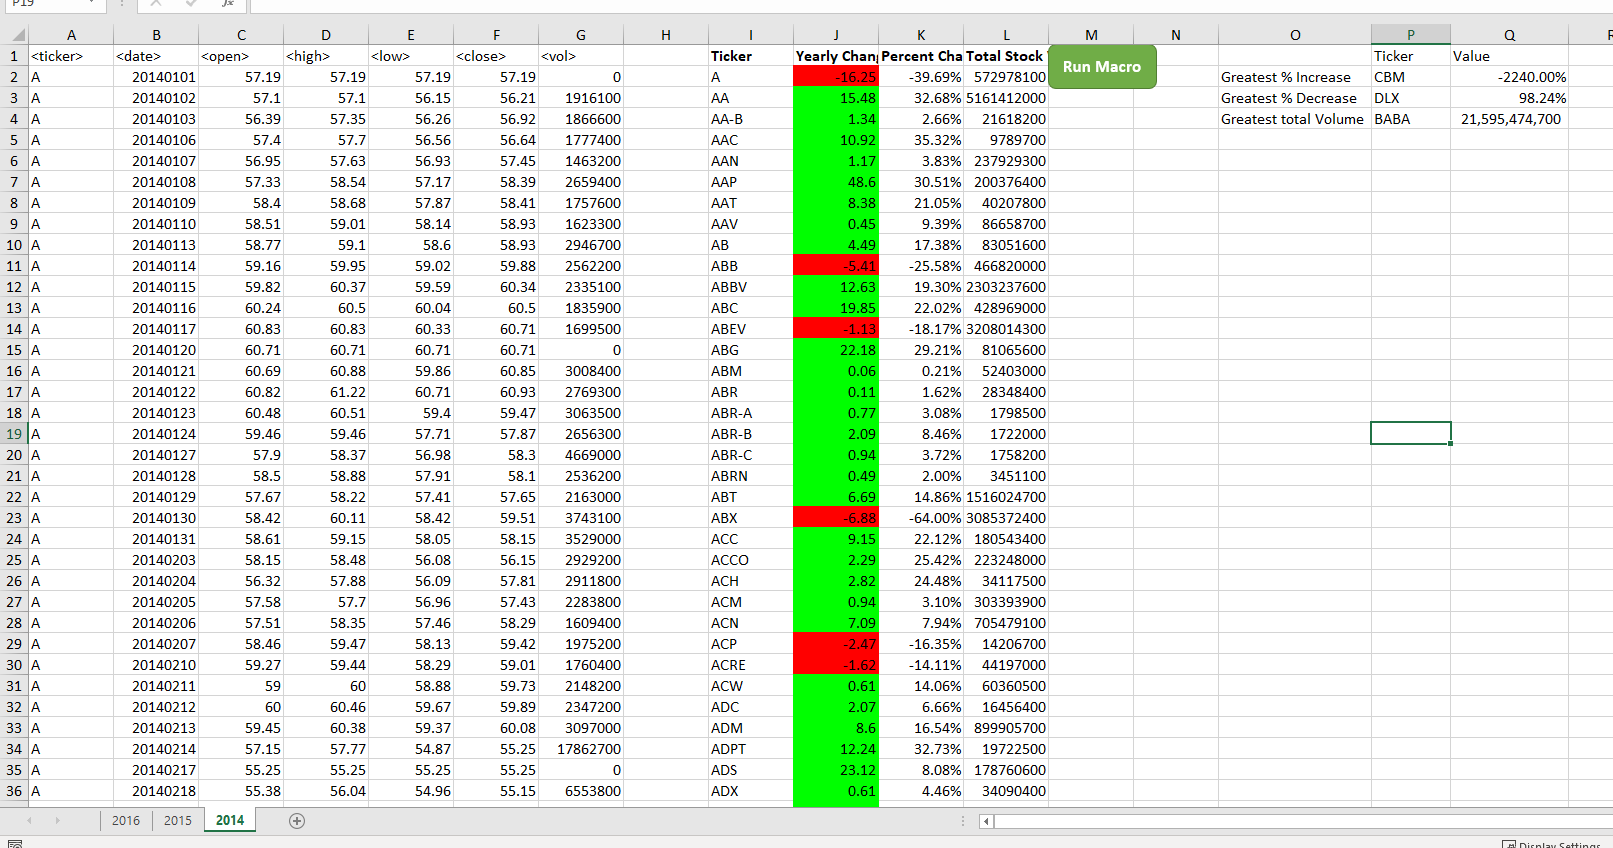 P19 fx
A B C D E F G H I J K L M N O P Q R
1 <ticker> <date> <open> <high> <low> <close> <vol> Ticker Yearly Chang Percent Cha Total Stock Run Macro Ticker Value
2 A 20140101 57.19 57.19 57.19 57.19 0 A -16.25 -39.69% 572978100 Greatest % Increase CBM -2240.00%
3 A 20140102 57.1 57.1 56.15 56.21 1916100 AA 15.48 32.68% 5161412000 Greatest % Decrease DLX 98.24%
4 A 20140103 56.39 57.35 56.26 56.92 1866600 AA-B 1.34 2.66% 21618200 Greatest total Volume BABA 21,595,474,700
5 A 20140106 57.4 57.7 56.56 56.64 1777400 AAC 10.92 35.32% 9789700
6 A 20140107 56.95 57.63 56.93 57.45 1463200 AAN 1.17 3.83% 237929300
7 A 20140108 57.33 58.54 57.17 58.39 2659400 AAP 48.6 30.51% 200376400
8 A 20140109 58.4 58.68 57.87 58.41 1757600 AAT 8.38 21.05% 40207800
9 A 20140110 58.51 59.01 58.14 58.93 1623300 AAV 0.45 9.39% 86658700
10 A 20140113 58.77 59.1 58.6 58.93 2946700 AB 4.49 17.38% 83051600
11 A 20140114 59.16 59.95 59.02 59.88 2562200 ABB -5.41 -25.58% 466820000
12 A 20140115 59.82 60.37 59.59 60.34 2335100 ABBV 12.63 19.30% 2303237600
13 A 20140116 60.24 60.5 60.04 60.5 1835900 ABC 19.85 22.02% 428969000
14 A 20140117 60.83 60.83 60.33 60.71 1699500 ABEV -1.13 -18.17% 3208014300
15 A 20140120 60.71 60.71 60.71 60.71 0 ABG 22.18 29.21% 81065600
16 A 20140121 60.69 60.88 59.86 60.85 3008400 ABM 0.06 0.21% 52403000
17 A 20140122 60.82 61.22 60.71 60.93 2769300 ABR 0.11 1.62% 28348400
18 A 20140123 60.48 60.51 59.4 59.47 3063500 ABR-A 0.77 3.08% 1798500
19 A 20140124 59.46 59.46 57.71 57.87 2656300 ABR-B 2.09 8.46% 1722000
20 A 20140127 57.9 58.37 56.98 58.3 4669000 ABR-C 0.94 3.72% 1758200
21 A 20140128 58.5 58.88 57.91 58.1 2536200 ABRN 0.49 2.00% 3451100
22 A 20140129 57.67 58.22 57.41 57.65 2163000 ABT 6.69 14.86% 1516024700
23 A 20140130 58.42 60.11 58.42 59.51 3743100 ABX -6.88 -64.00% 3085372400
24 A 20140131 58.61 59.15 58.05 58.15 3529000 ACC 9.15 22.12% 180543400
25 A 20140203 58.15 58.48 56.08 56.15 2929200 ACCO 2.29 25.42% 223248000
26 A 20140204 56.32 57.88 56.09 57.81 2911800 ACH 2.82 24.48% 34117500
27 A 20140205 57.58 57.7 56.96 57.43 2283800 ACM 0.94 3.10% 303393900
28 A 20140206 57.51 58.35 57.46 58.29 1609400 ACN 7.09 7.94% 705479100
29 A 20140207 58.46 59.47 58.13 59.42 1975200 ACP -2.47 -16.35% 14206700
30 A 20140210 59.27 59.44 58.29 59.01 1760400 ACRE -1.62 -14.11% 44197000
31 A 20140211 59 60 58.88 59.73 2148200 ACW 0.61 14.06% 60360500
32 A 20140212 60 60.46 59.67 59.89 2347200 ADC 2.07 6.66% 16456400
33 A 20140213 59.45 60.38 59.37 60.08 3097000 ADM 8.6 16.54% 899905700
34 A 20140214 57.15 57.77 54.87 55.25 17862700 ADPT 12.24 32.73% 19722500
35 A 20140217 55.25 55.25 55.25 55.25 0 ADS 23.12 8.08% 178760600
36 A 20140218 55.38 56.04 54.96 55.15 6553800 ADX 0.61 4.46% 34090400
2016 2015 2014
Display Settings